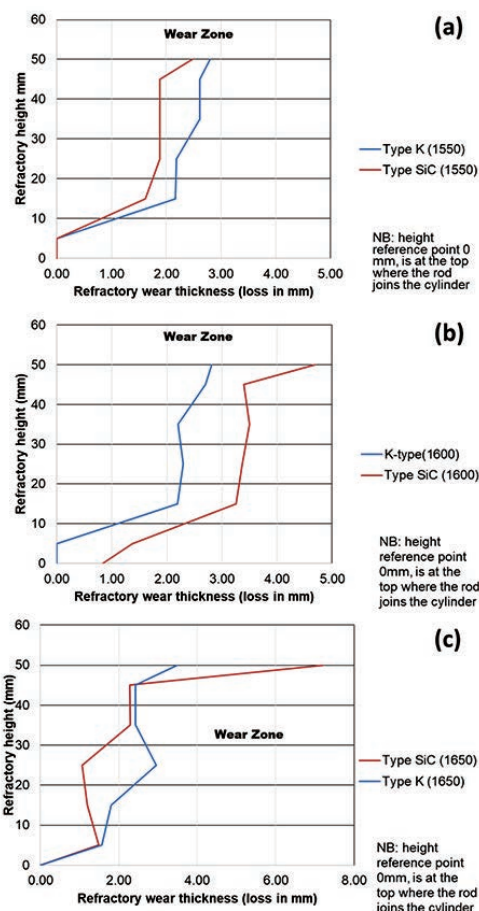 Wear Zone
(a)
Refractory height mm
60
50
40
30
20
10
0
0.00 1.00 2.00 3.00 4.00 5.00
Refractory wear thickness (loss in mm)
Type K (1550)
Type SiC (1550)
NB: height
reference point 0
mm, is at the top
where the rod
joins the cylinder
Wear Zone
(b)
Refractory height (mm)
60
50
40
30
20
10
0
0.00 1.00 2.00 3.00 4.00 5.00
Refractory wear thickness (loss in mm)
K-type(1600)
Type SiC (1600)
NB: height
reference point
0mm, is at the
top where the rod
joins the cylinder
(c)
Refractory height (mm)
60
50
40
30
20
10
0
Wear Zone
0.00 2.00 4.00 6.00 8.00
Refractory wear thickness (loss in mm)
Type SiC (1650)
Type K (1650)
NB: height
reference point
0mm, is at the
top where the rod
joins the cylinder